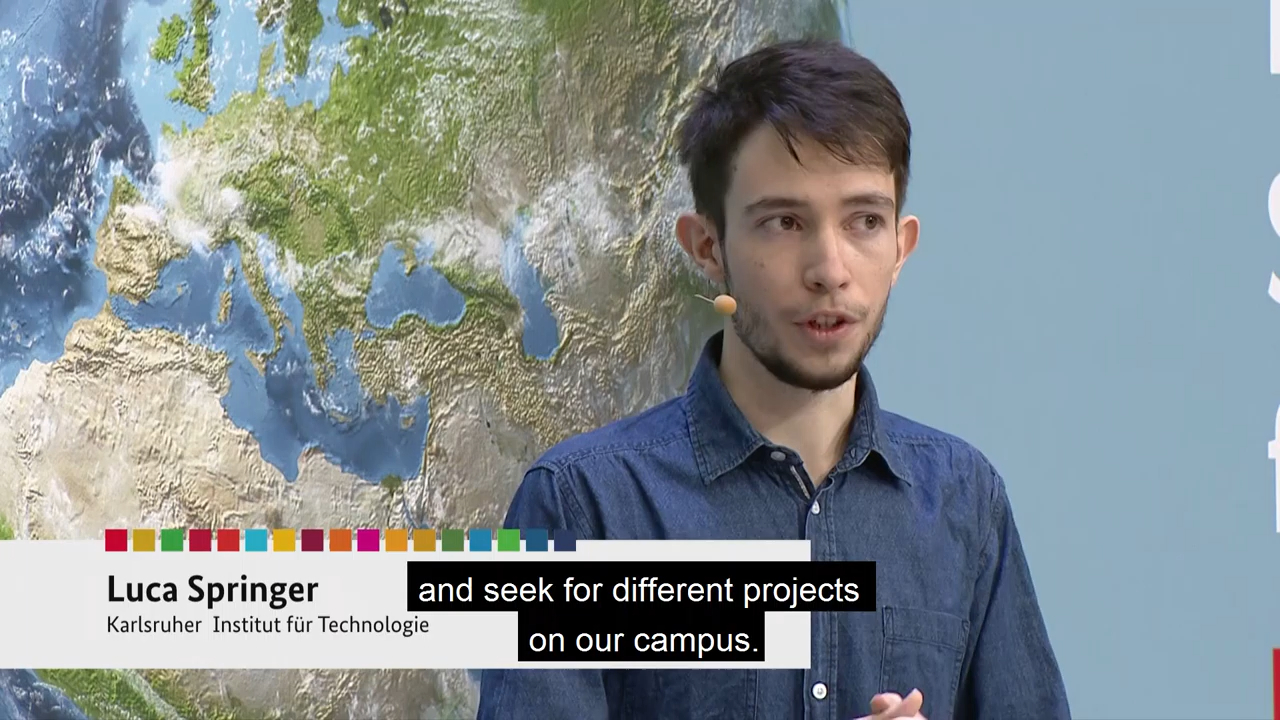 Luca Springer
Karlsruher Institut für Technologie
and seek for different projects
on our campus.